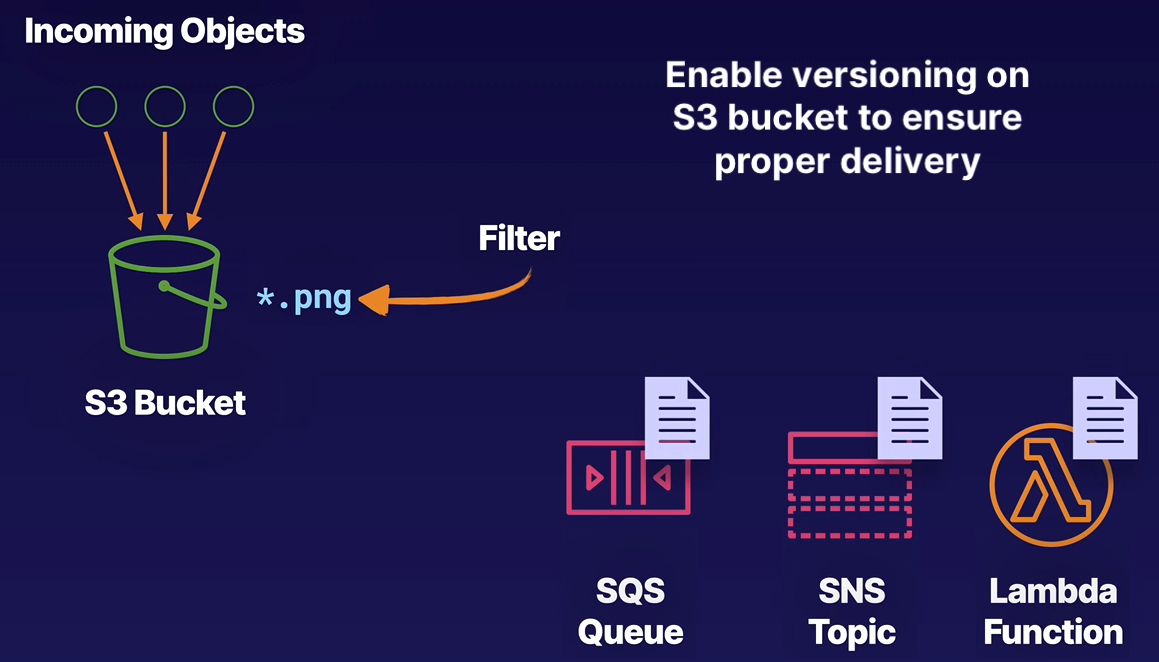 Incoming Objects
Enable versioning on
S3 bucket to ensure
proper delivery
Filter
*.png
S3 Bucket
SQS
Queue
SNS
Topic
Lambda
Function